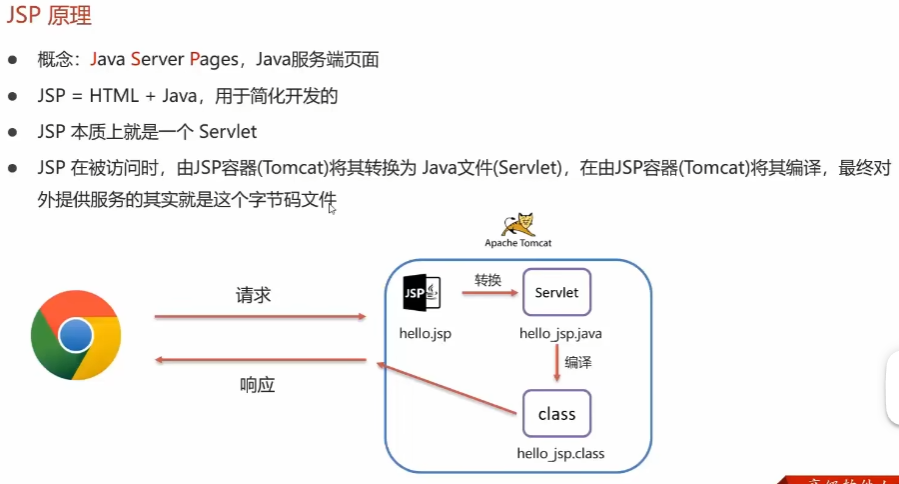 JSP 原理
概念：Java Server Pages，Java服务端页面
JSP = HTML + Java，用于简化开发的
JSP 本质上就是一个 Servlet
JSP 在被访问时，由JSP容器(Tomcat)将其转换为 Java文件(Servlet)，在由JSP容器(Tomcat)将其编译，最终对
外提供服务的其实就是这个字节码文件
Apache Tomcat
请求
JSP
转换
Servlet
hello.jsp
hello_jsp.java
编译
响应
class
hello_jsp.class